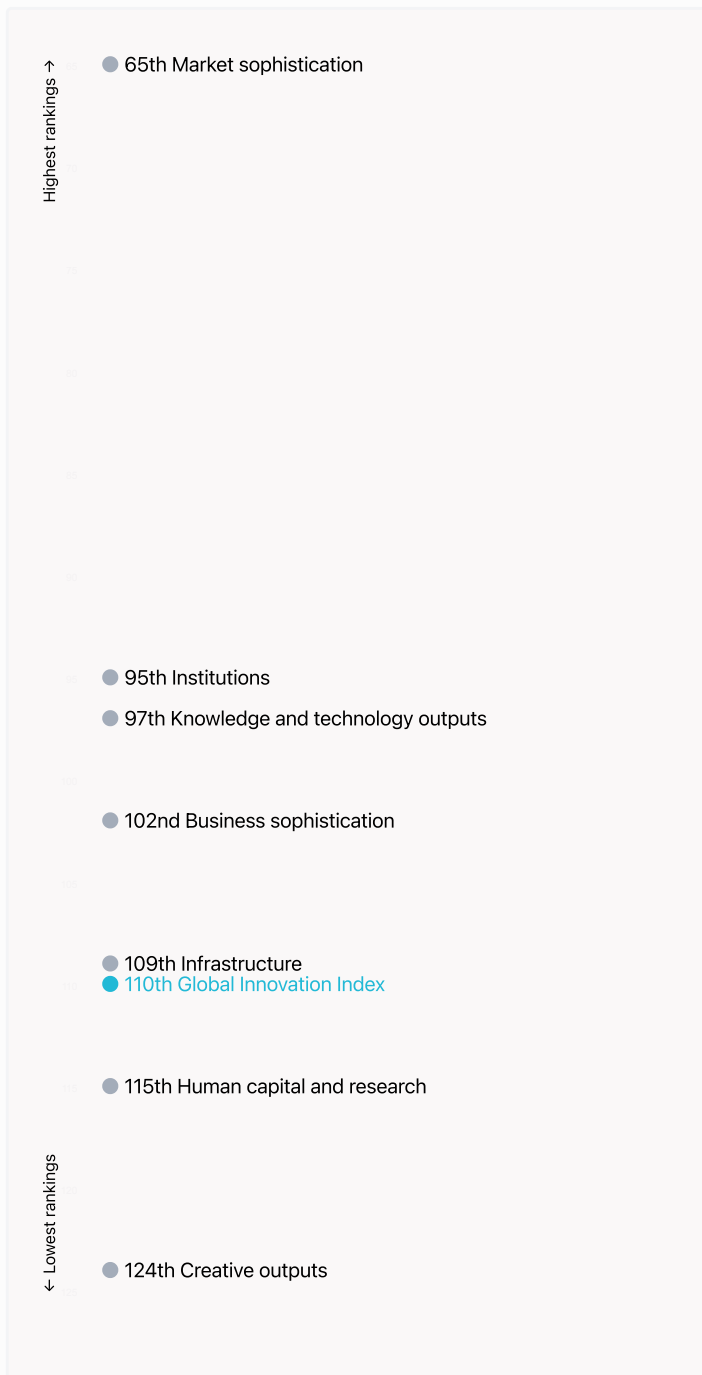 Highest rankings →
65th Market sophistication
95th Institutions
97th Knowledge and technology outputs
102nd Business sophistication
109th Infrastructure
110th Global Innovation Index
115th Human capital and research
← Lowest rankings
124th Creative outputs